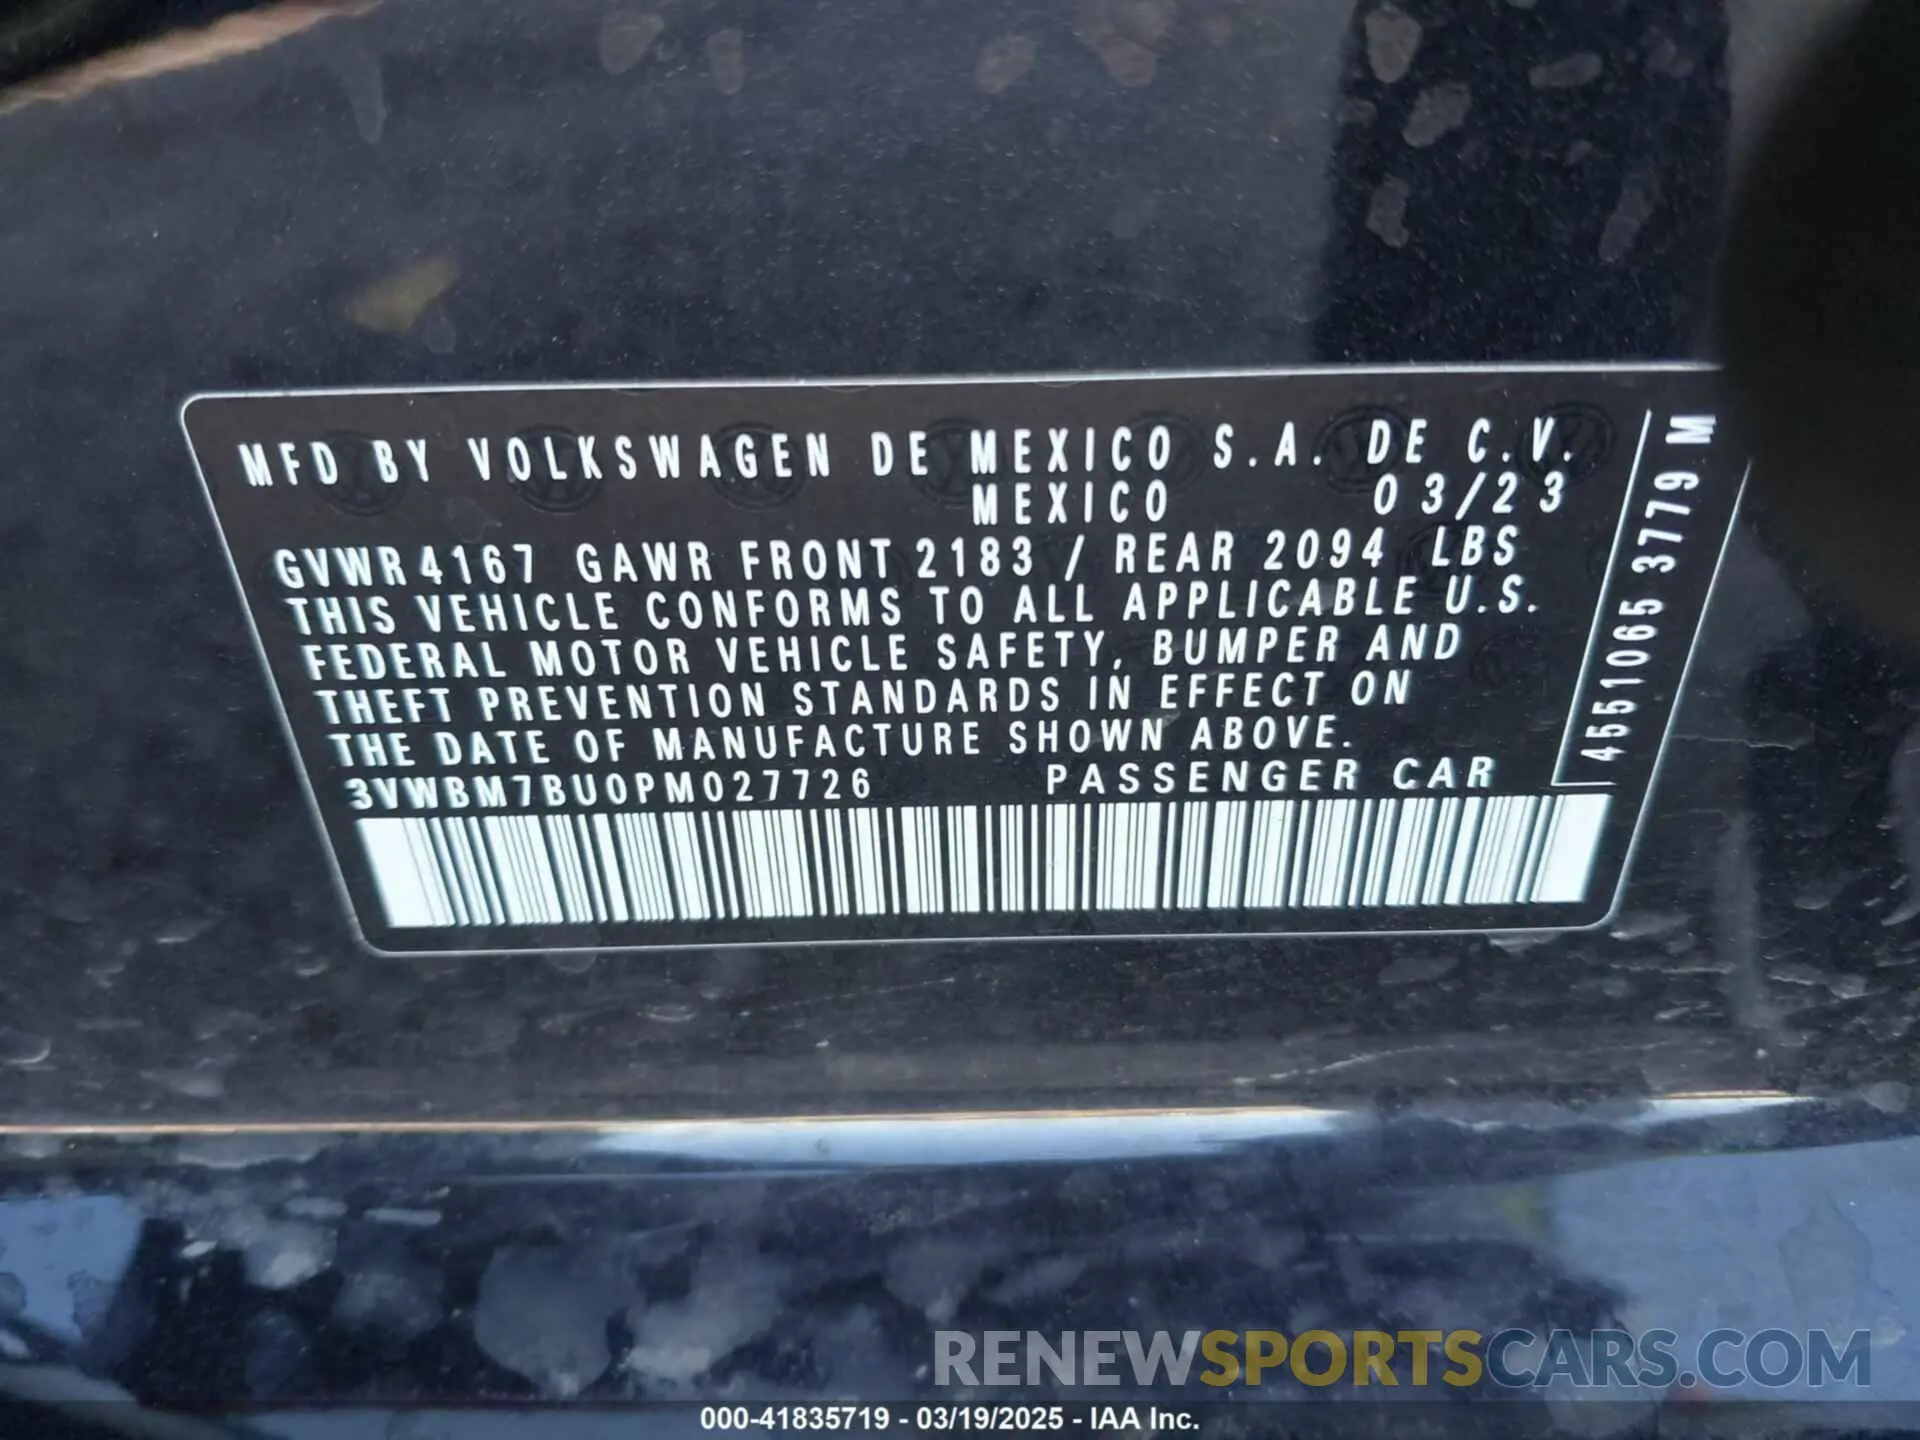 MFD BY VOLKSWAGEN DE MEXICO S.A. DE C.V.
MEXICO 03/23
GVWR 4167 GAWR FRONT 2183 / REAR 2094 LBS
THIS VEHICLE CONFORMS TO ALL APPLICABLE U.S.
FEDERAL MOTOR VEHICLE SAFETY, BUMPER AND
THEFT PREVENTION STANDARDS IN EFFECT ON
THE DATE OF MANUFACTURE SHOWN ABOVE.
3VWBM7BU0PM027726 PASSENGER CAR
4551065 3779 M
RENEWSPORTSCARS.COM
000-41835719 - 03/19/2025 - IAA Inc.